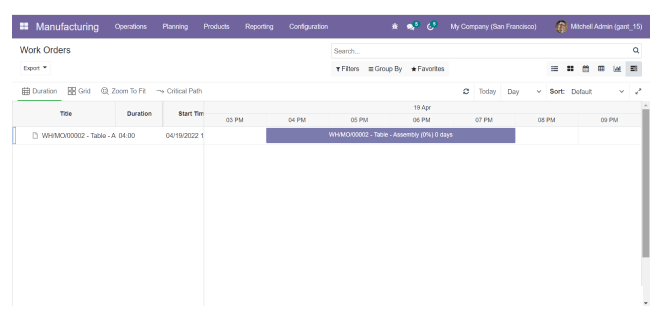 Manufacturing Operations Planning Products Reporting Configuration 5 4 My Company (San Francisco) Mitchell Admin (gant_15)
Work Orders Search...
Export Filters Group By Favorites
Duration Grid Zoom To Fit Critical Path Today Day Sort: Default
Title Duration Start Tim 19 Apr
03 PM 04 PM 05 PM 06 PM 07 PM 08 PM 09 PM
WH/MO/00002 - Table - A 04:00 04/19/2022 1 WH/MO/00002 - Table - Assembly (0%) 0 days